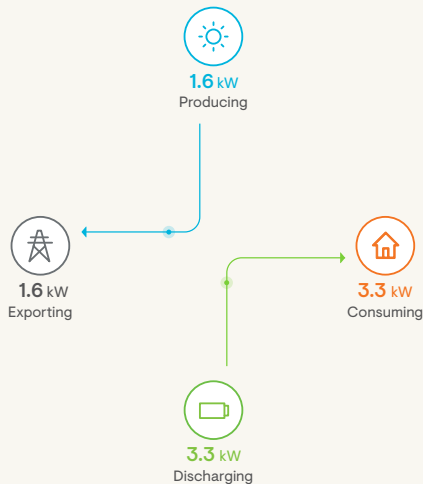 1.6 kW
Producing
1.6 kW
Exporting
3.3 kW
Consuming
3.3 kW
Discharging